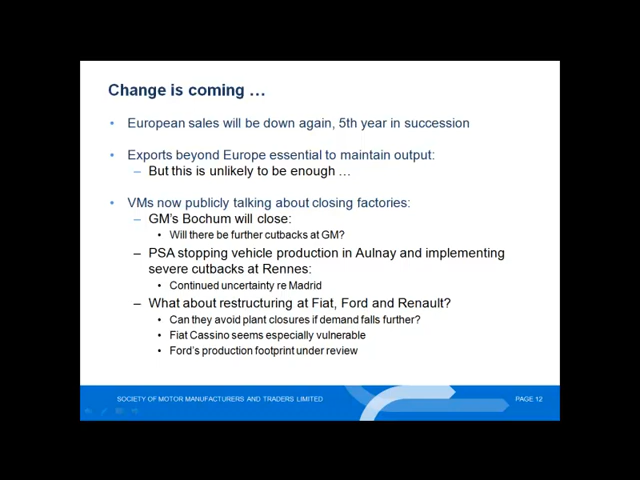 Change is coming …
• European sales will be down again, 5th year in succession
• Exports beyond Europe essential to maintain output:
– But this is unlikely to be enough …
• VMs now publicly talking about closing factories:
– GM's Bochum will close:
• Will there be further cutbacks at GM?
– PSA stopping vehicle production in Aulnay and implementing
severe cutbacks at Rennes:
• Continued uncertainty re Madrid
– What about restructuring at Fiat, Ford and Renault?
• Can they avoid plant closures if demand falls further?
• Fiat Cassino seems especially vulnerable
• Ford's production footprint under review
SOCIETY OF MOTOR MANUFACTURERS AND TRADERS LIMITED
PAGE 12